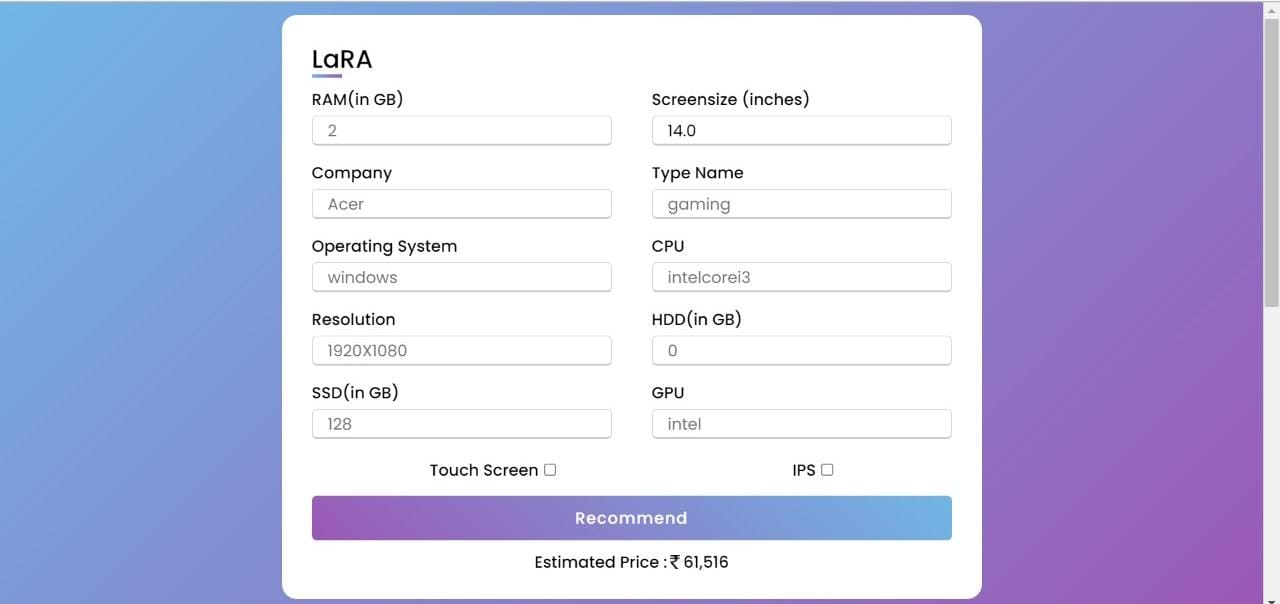 LaRA
RAM(in GB)
Screensize (inches)
2
14.0
Company
Type Name
Acer
gaming
Operating System
CPU
windows
intelcorei3
Resolution
HDD(in GB)
1920X1080
0
SSD(in GB)
GPU
128
intel
Touch Screen
IPS
Recommend
Estimated Price : ₹ 61,516